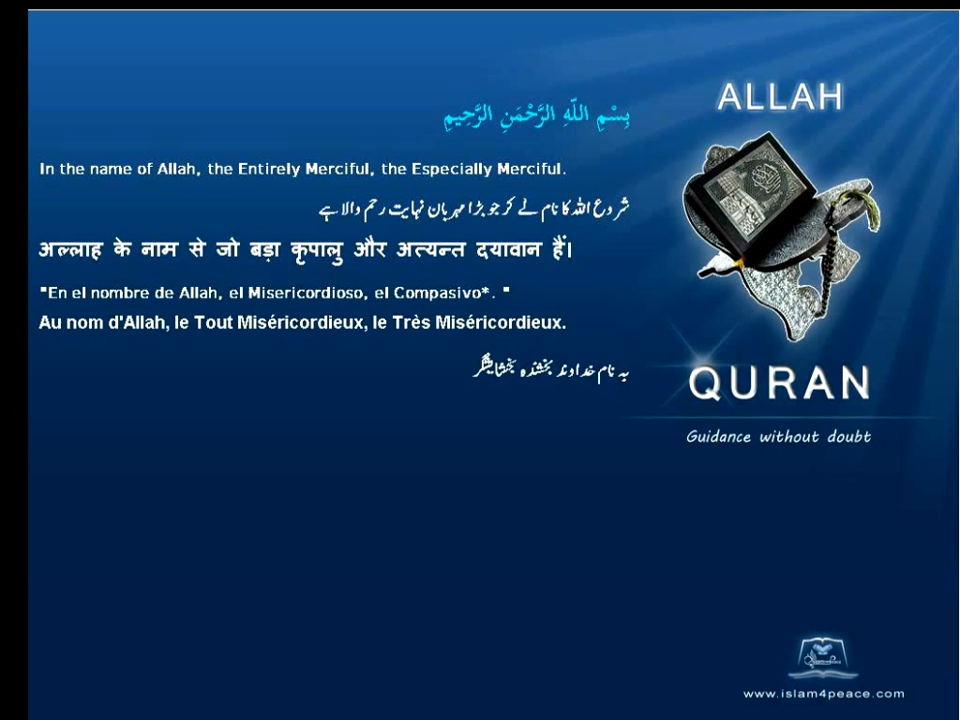 بِسْمِ اللّهِ الرَّحْمَنِ الرَّحِيمِ
In the name of Allah, the Entirely Merciful, the Especially Merciful.
شروع اللہ کا نام لے کر جو بڑا مہربان نہایت رحم والا ہے
अल्लाह के नाम से जो बड़ा कृपालु और अत्यन्त दयावान हैं।
"En el nombre de Allah, el Misericordioso, el Compasivo*. "
Au nom d'Allah, le Tout Miséricordieux, le Très Miséricordieux.
به نام خداوند بخشنده بخشایشگر
ALLAH
QURAN
Guidance without doubt
www.islam4peace.com